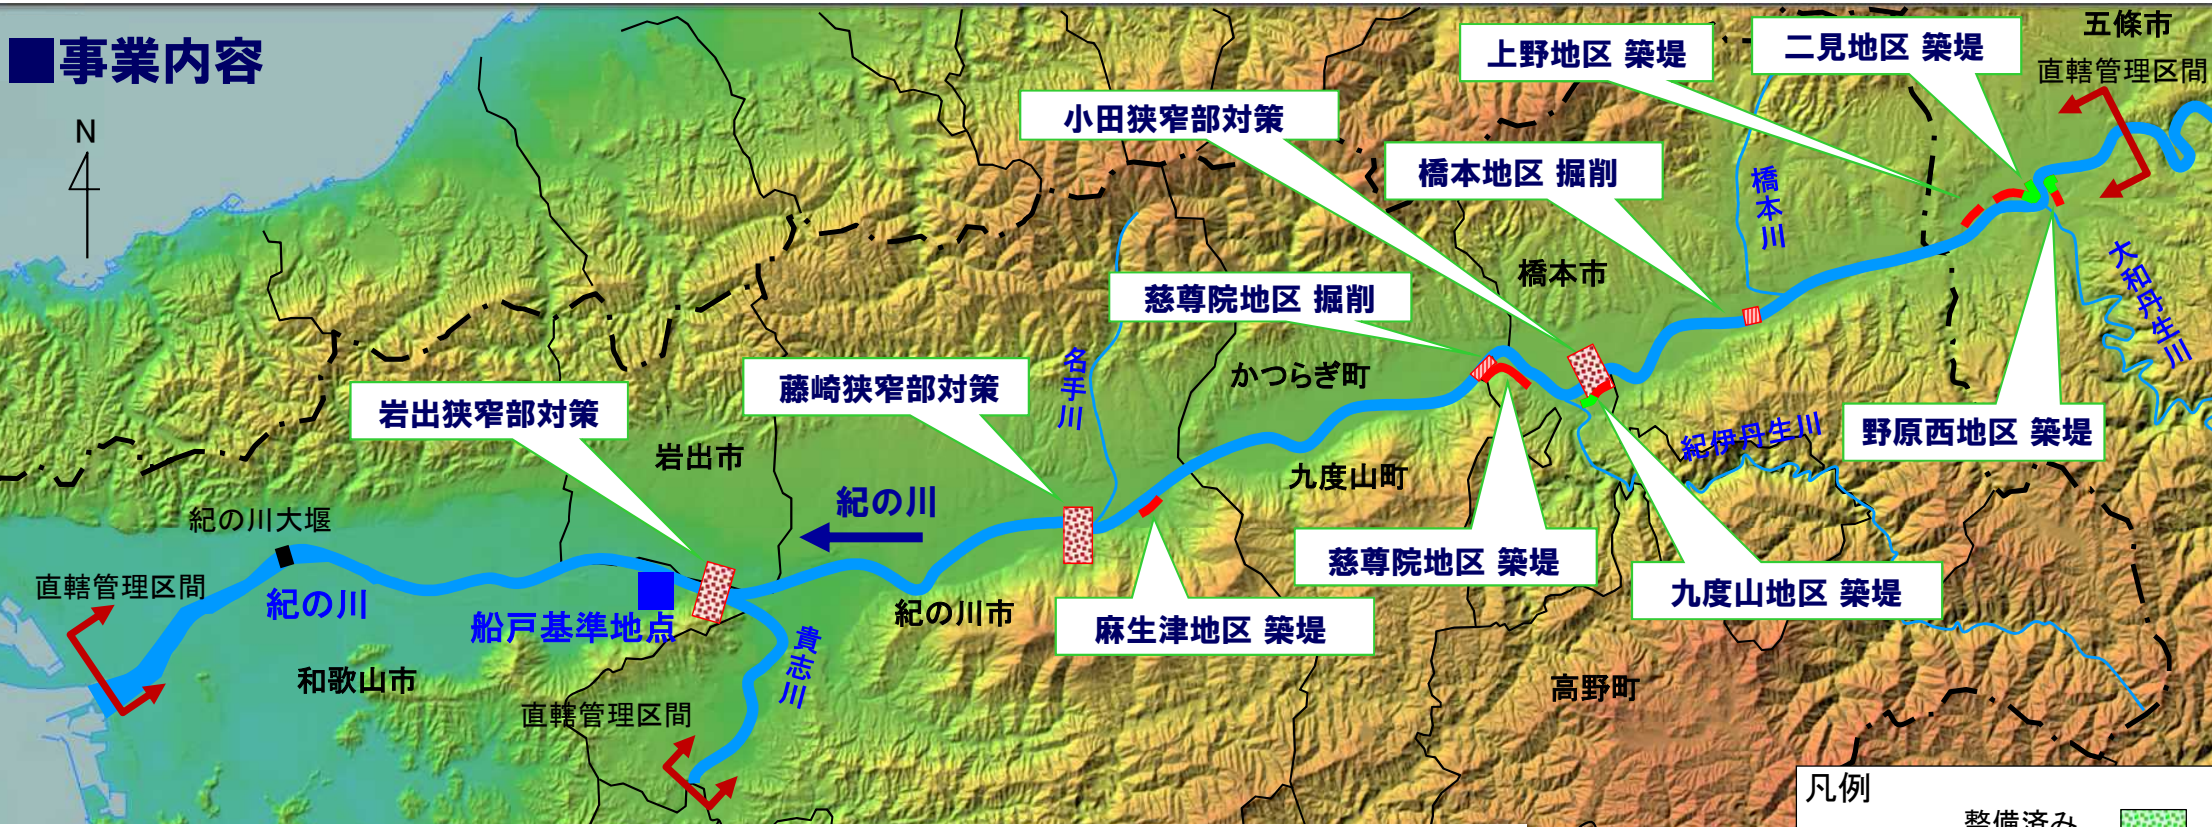 ■事業内容
N
五條市
直轄管理区間
上野地区 築堤
二見地区 築堤
小田狭窄部対策
橋本地区 掘削
橋本川
橋本市
大和丹生川
慈尊院地区 掘削
かつらぎ町
名手川
藤崎狭窄部対策
岩出狭窄部対策
岩出市
野原西地区 築堤
紀伊丹生川
九度山町
紀の川
紀の川大堰
直轄管理区間
紀の川
船戸基準地点
慈尊院地区 築堤
九度山地区 築堤
紀の川市
麻生津地区 築堤
貴志川
和歌山市
直轄管理区間
高野町
凡例
整備済み